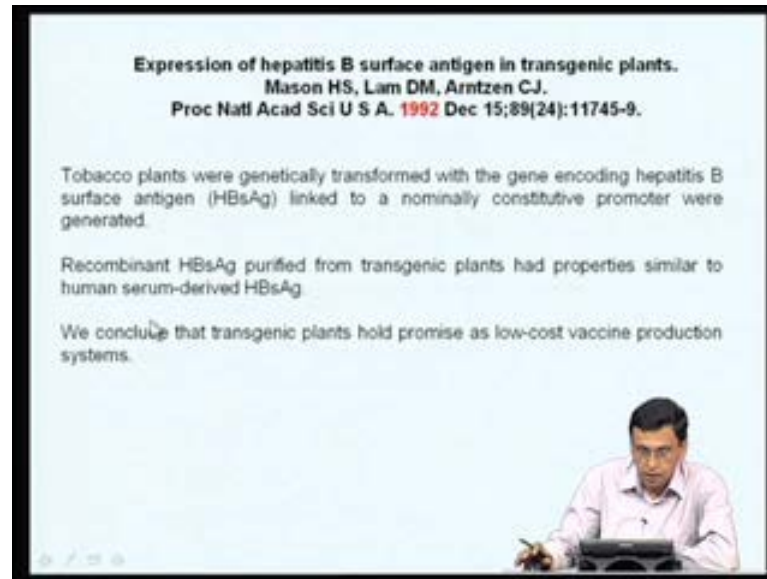 Expression of hepatitis B surface antigen in transgenic plants.
Mason HS, Lam DM, Arntzen CJ.
Proc Natl Acad Sci U S A. 1992 Dec 15;89(24):11745-9.
Tobacco plants were genetically transformed with the gene encoding hepatitis B
surface antigen (HBsAg) linked to a nominally constitutive promoter were
generated.
Recombinant HBsAg purified from transgenic plants had properties similar to
human serum-derived HBsAg
We conclude that transgenic plants hold promise as low-cost vaccine production
systems.